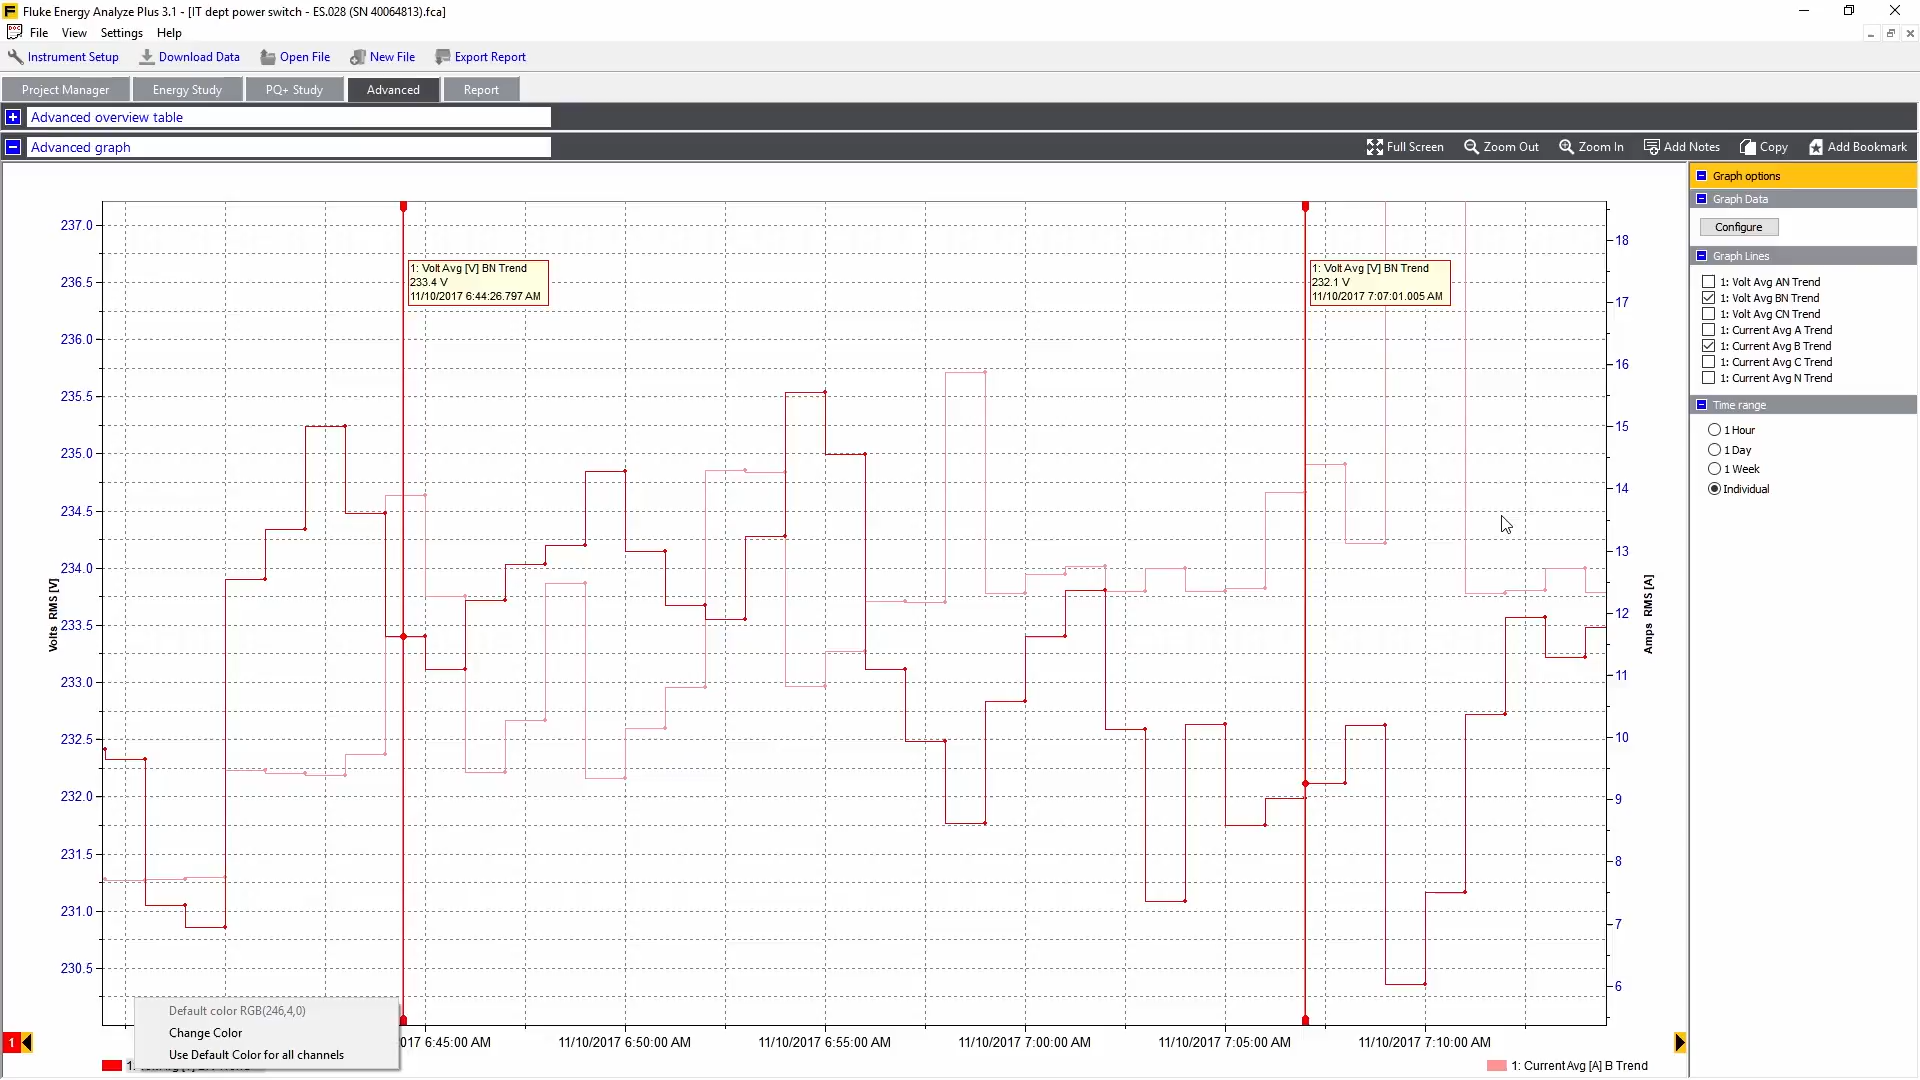 Fluke Energy Analyze Plus 3.1 - [IT dept power switch - ES.028 (SN 40064813).fca]
File View Settings Help
Instrument Setup Download Data Open File New File Export Report
Project Manager Energy Study PQ+ Study Advanced Report
+ Advanced overview table
- Advanced graph Full Screen Zoom Out Zoom In Add Notes Copy Add Bookmark
Graph options
Graph Data
Configure
Graph Lines
1: Volt Avg AN Trend
1: Volt Avg BN Trend
1: Volt Avg CN Trend
1: Current Avg A Trend
1: Current Avg B Trend
1: Current Avg C Trend
1: Current Avg N Trend
Time range
1 Hour
1 Day
1 Week
Individual
237.0
236.5
236.0
235.5
235.0
234.5
234.0
233.5
233.0
232.5
232.0
231.5
231.0
230.5
Volts RMS [V]
1: Volt Avg [V] BN Trend
233.4 V
11/10/2017 6:44:26.797 AM
1: Volt Avg [V] BN Trend
232.1 V
11/10/2017 7:07:01.005 AM
18
17
16
15
14
13
12
11
10
9
8
7
6
Amps RMS [A]
Default color RGB(246,4,0)
Change Color
Use Default Color for all channels
1 017 6:45:00 AM 11/10/2017 6:50:00 AM 11/10/2017 6:55:00 AM 11/10/2017 7:00:00 AM 11/10/2017 7:05:00 AM 11/10/2017 7:10:00 AM
1: Current Avg [A] B Trend